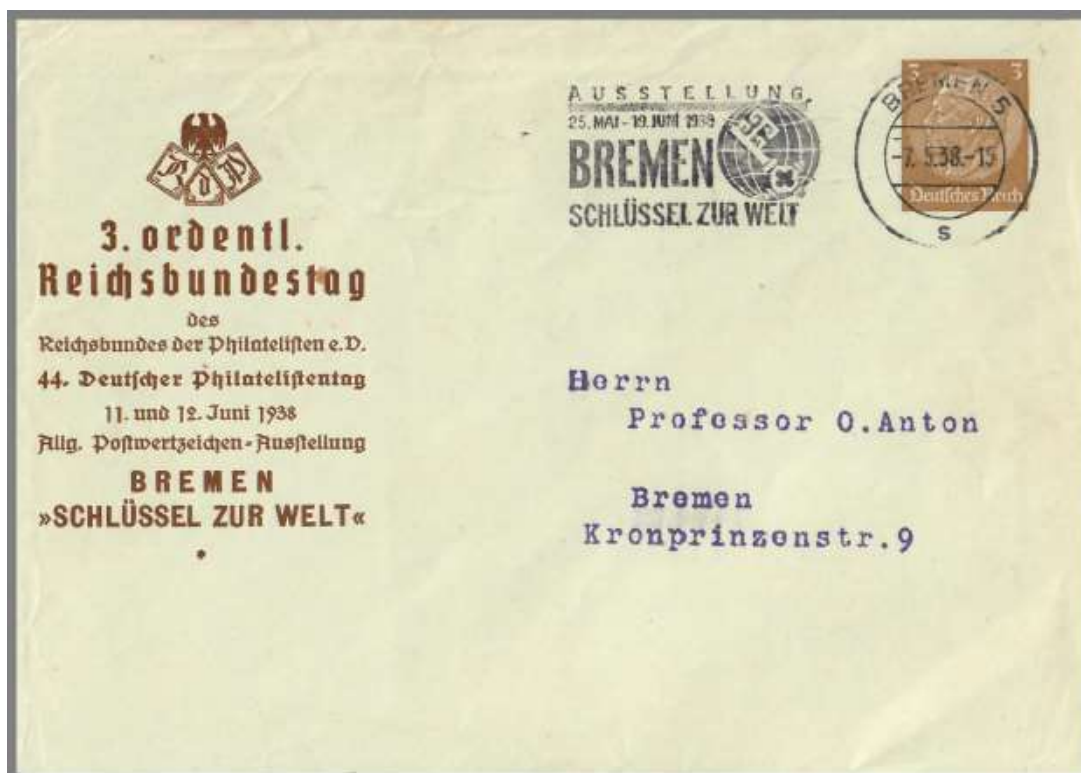 R d P
3. ordentl.
Reichsbundestag
des
Reichsbundes der Philatelisten e.V.
44. Deutscher Philatelistentag
11. und 12. Juni 1938
Allg. Postwertzeichen-Ausstellung
BREMEN
»SCHLÜSSEL ZUR WELT«
AUSSTELLUNG
25. MAI - 19. JUNI 1938
BREMEN
SCHLÜSSEL ZUR WELT
BREMEN 5
-7. 5.38.-15
s
3 3
Deutsches Reich
Herrn
Professor O.Anton
Bremen
Kronprinzenstr.9